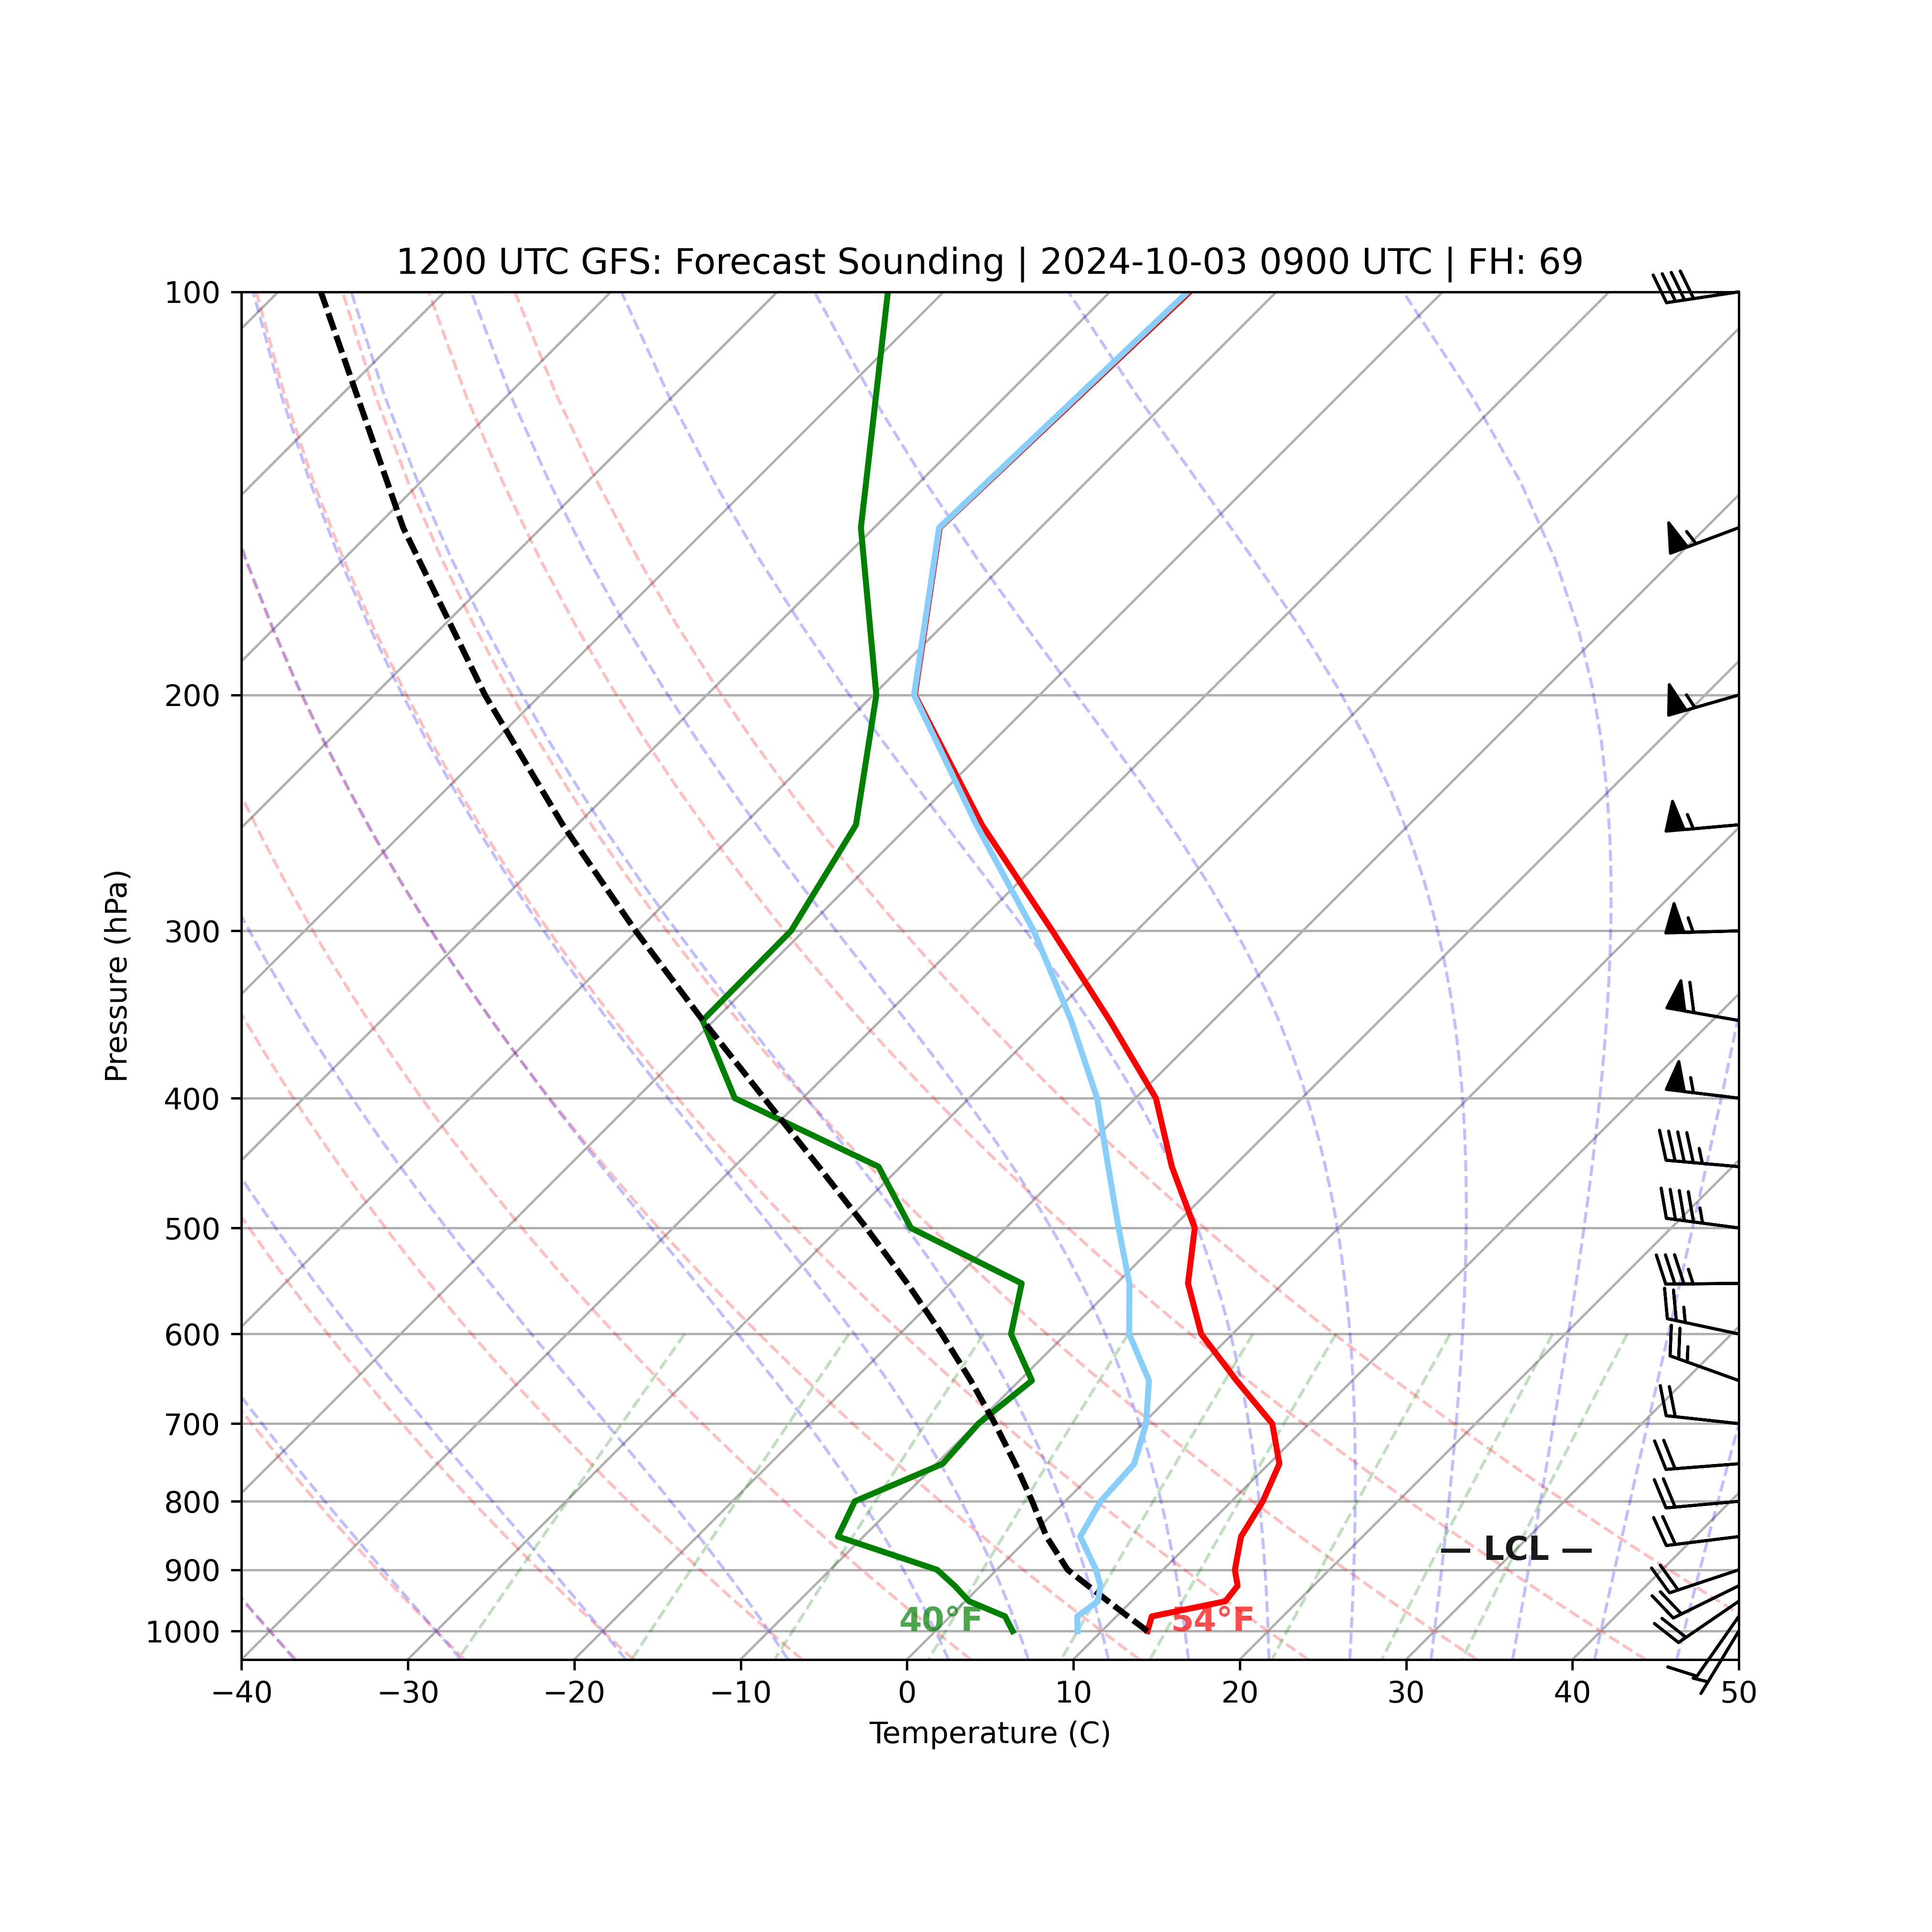 1200 UTC GFS: Forecast Sounding | 2024-10-03 0900 UTC | FH: 69
100
200
300
400
500
600
700
800
900
1000
Pressure (hPa)
— LCL —
40°F
54°F
−40 −30 −20 −10 0 10 20 30 40 50
Temperature (C)